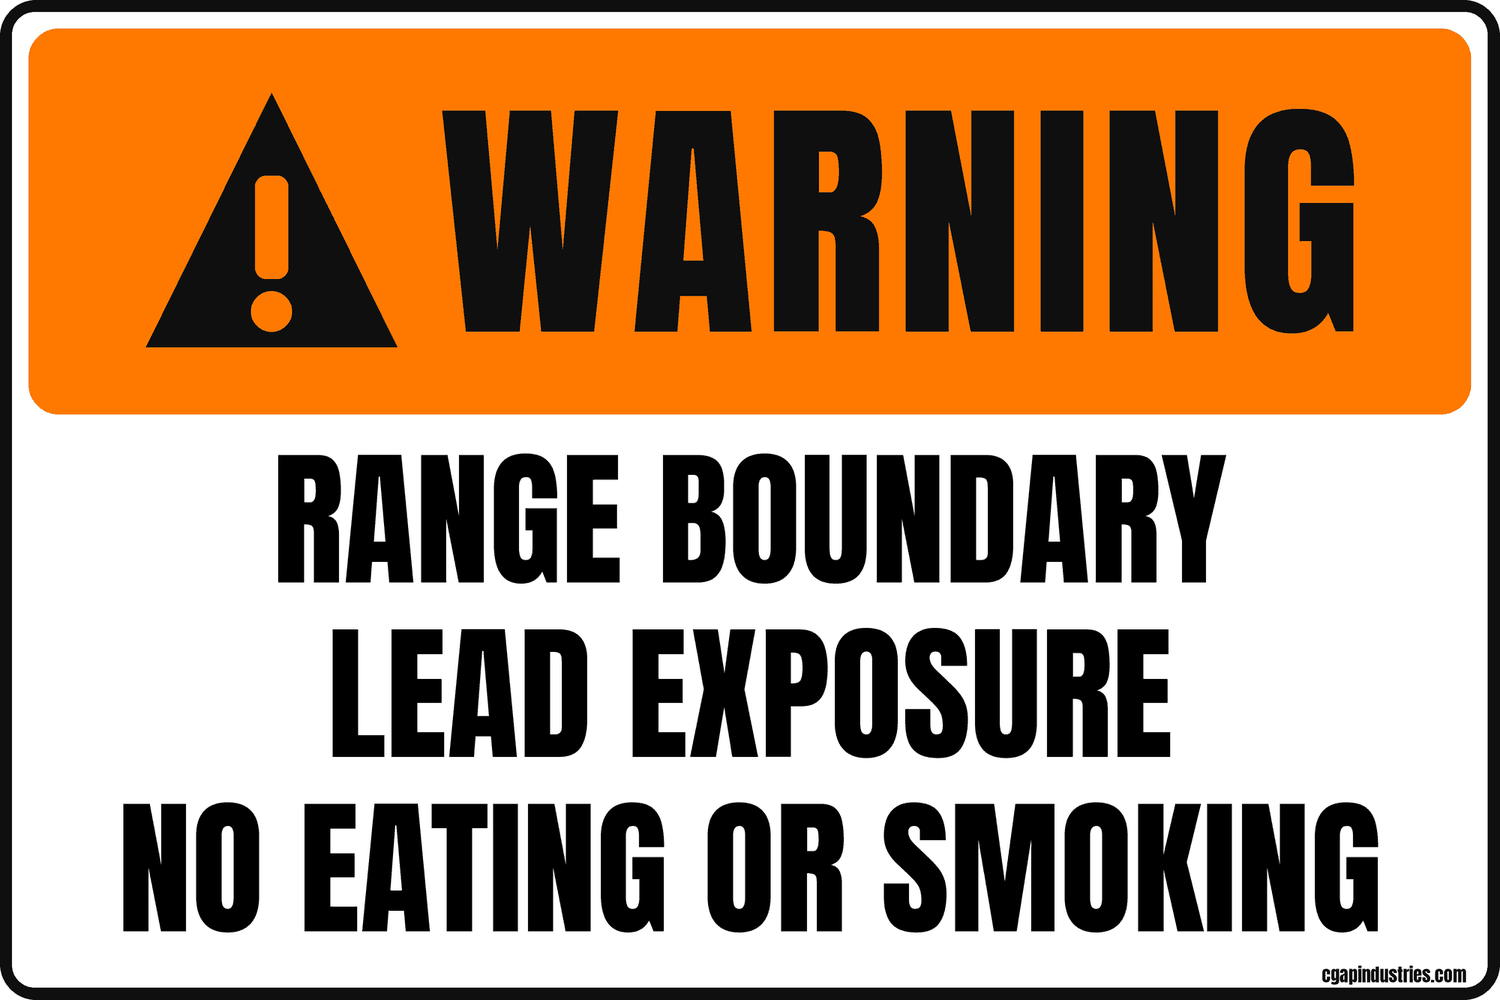 WARNING
RANGE BOUNDARY
LEAD EXPOSURE
NO EATING OR SMOKING
cgapindustries.com